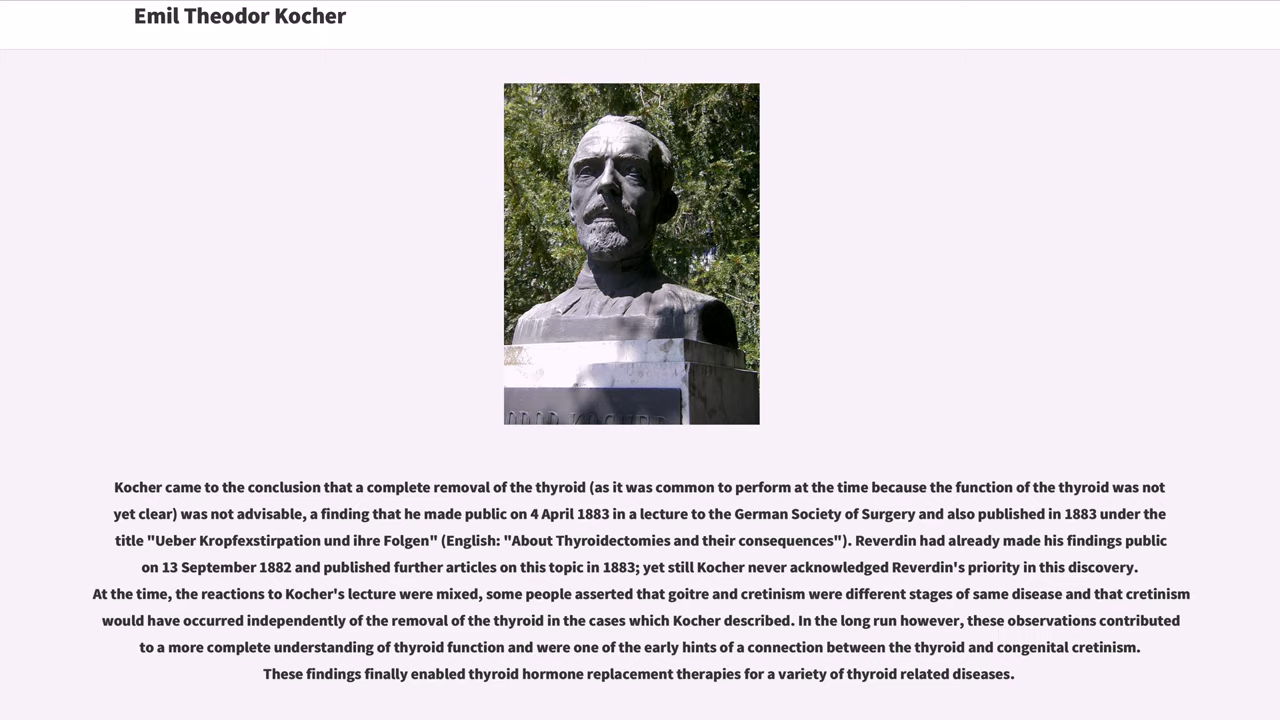 Emil Theodor Kocher
ODOR KOCHER
Kocher came to the conclusion that a complete removal of the thyroid (as it was common to perform at the time because the function of the thyroid was not
yet clear) was not advisable, a finding that he made public on 4 April 1883 in a lecture to the German Society of Surgery and also published in 1883 under the
title "Ueber Kropfexstirpation und ihre Folgen" (English: "About Thyroidectomies and their consequences"). Reverdin had already made his findings public
on 13 September 1882 and published further articles on this topic in 1883; yet still Kocher never acknowledged Reverdin's priority in this discovery.
At the time, the reactions to Kocher's lecture were mixed, some people asserted that goitre and cretinism were different stages of same disease and that cretinism
would have occurred independently of the removal of the thyroid in the cases which Kocher described. In the long run however, these observations contributed
to a more complete understanding of thyroid function and were one of the early hints of a connection between the thyroid and congenital cretinism.
These findings finally enabled thyroid hormone replacement therapies for a variety of thyroid related diseases.